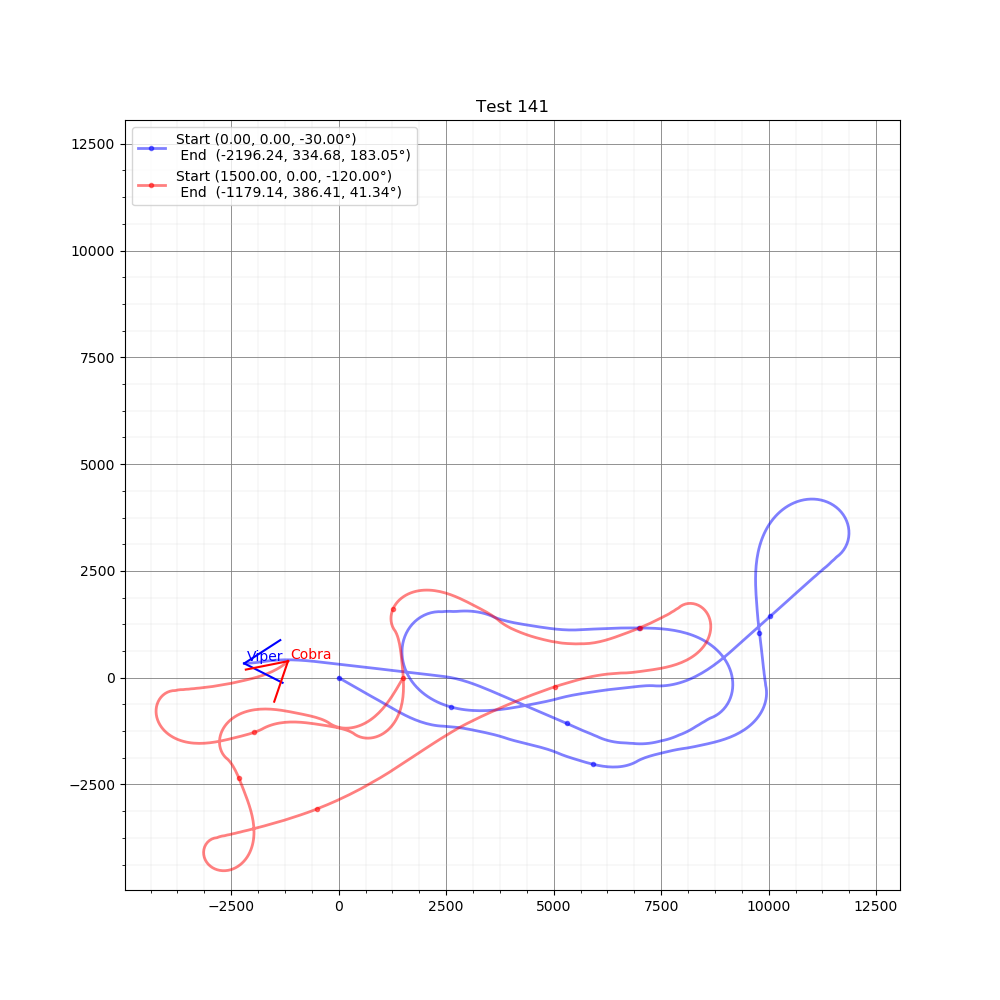 Test 141
Start (0.00, 0.00, -30.00°)
End  (-2196.24, 334.68, 183.05°)
Start (1500.00, 0.00, -120.00°)
End  (-1179.14, 386.41, 41.34°)
12500
10000
7500
5000
2500
0
−2500
Viper
Cobra
−2500
0
2500
5000
7500
10000
12500